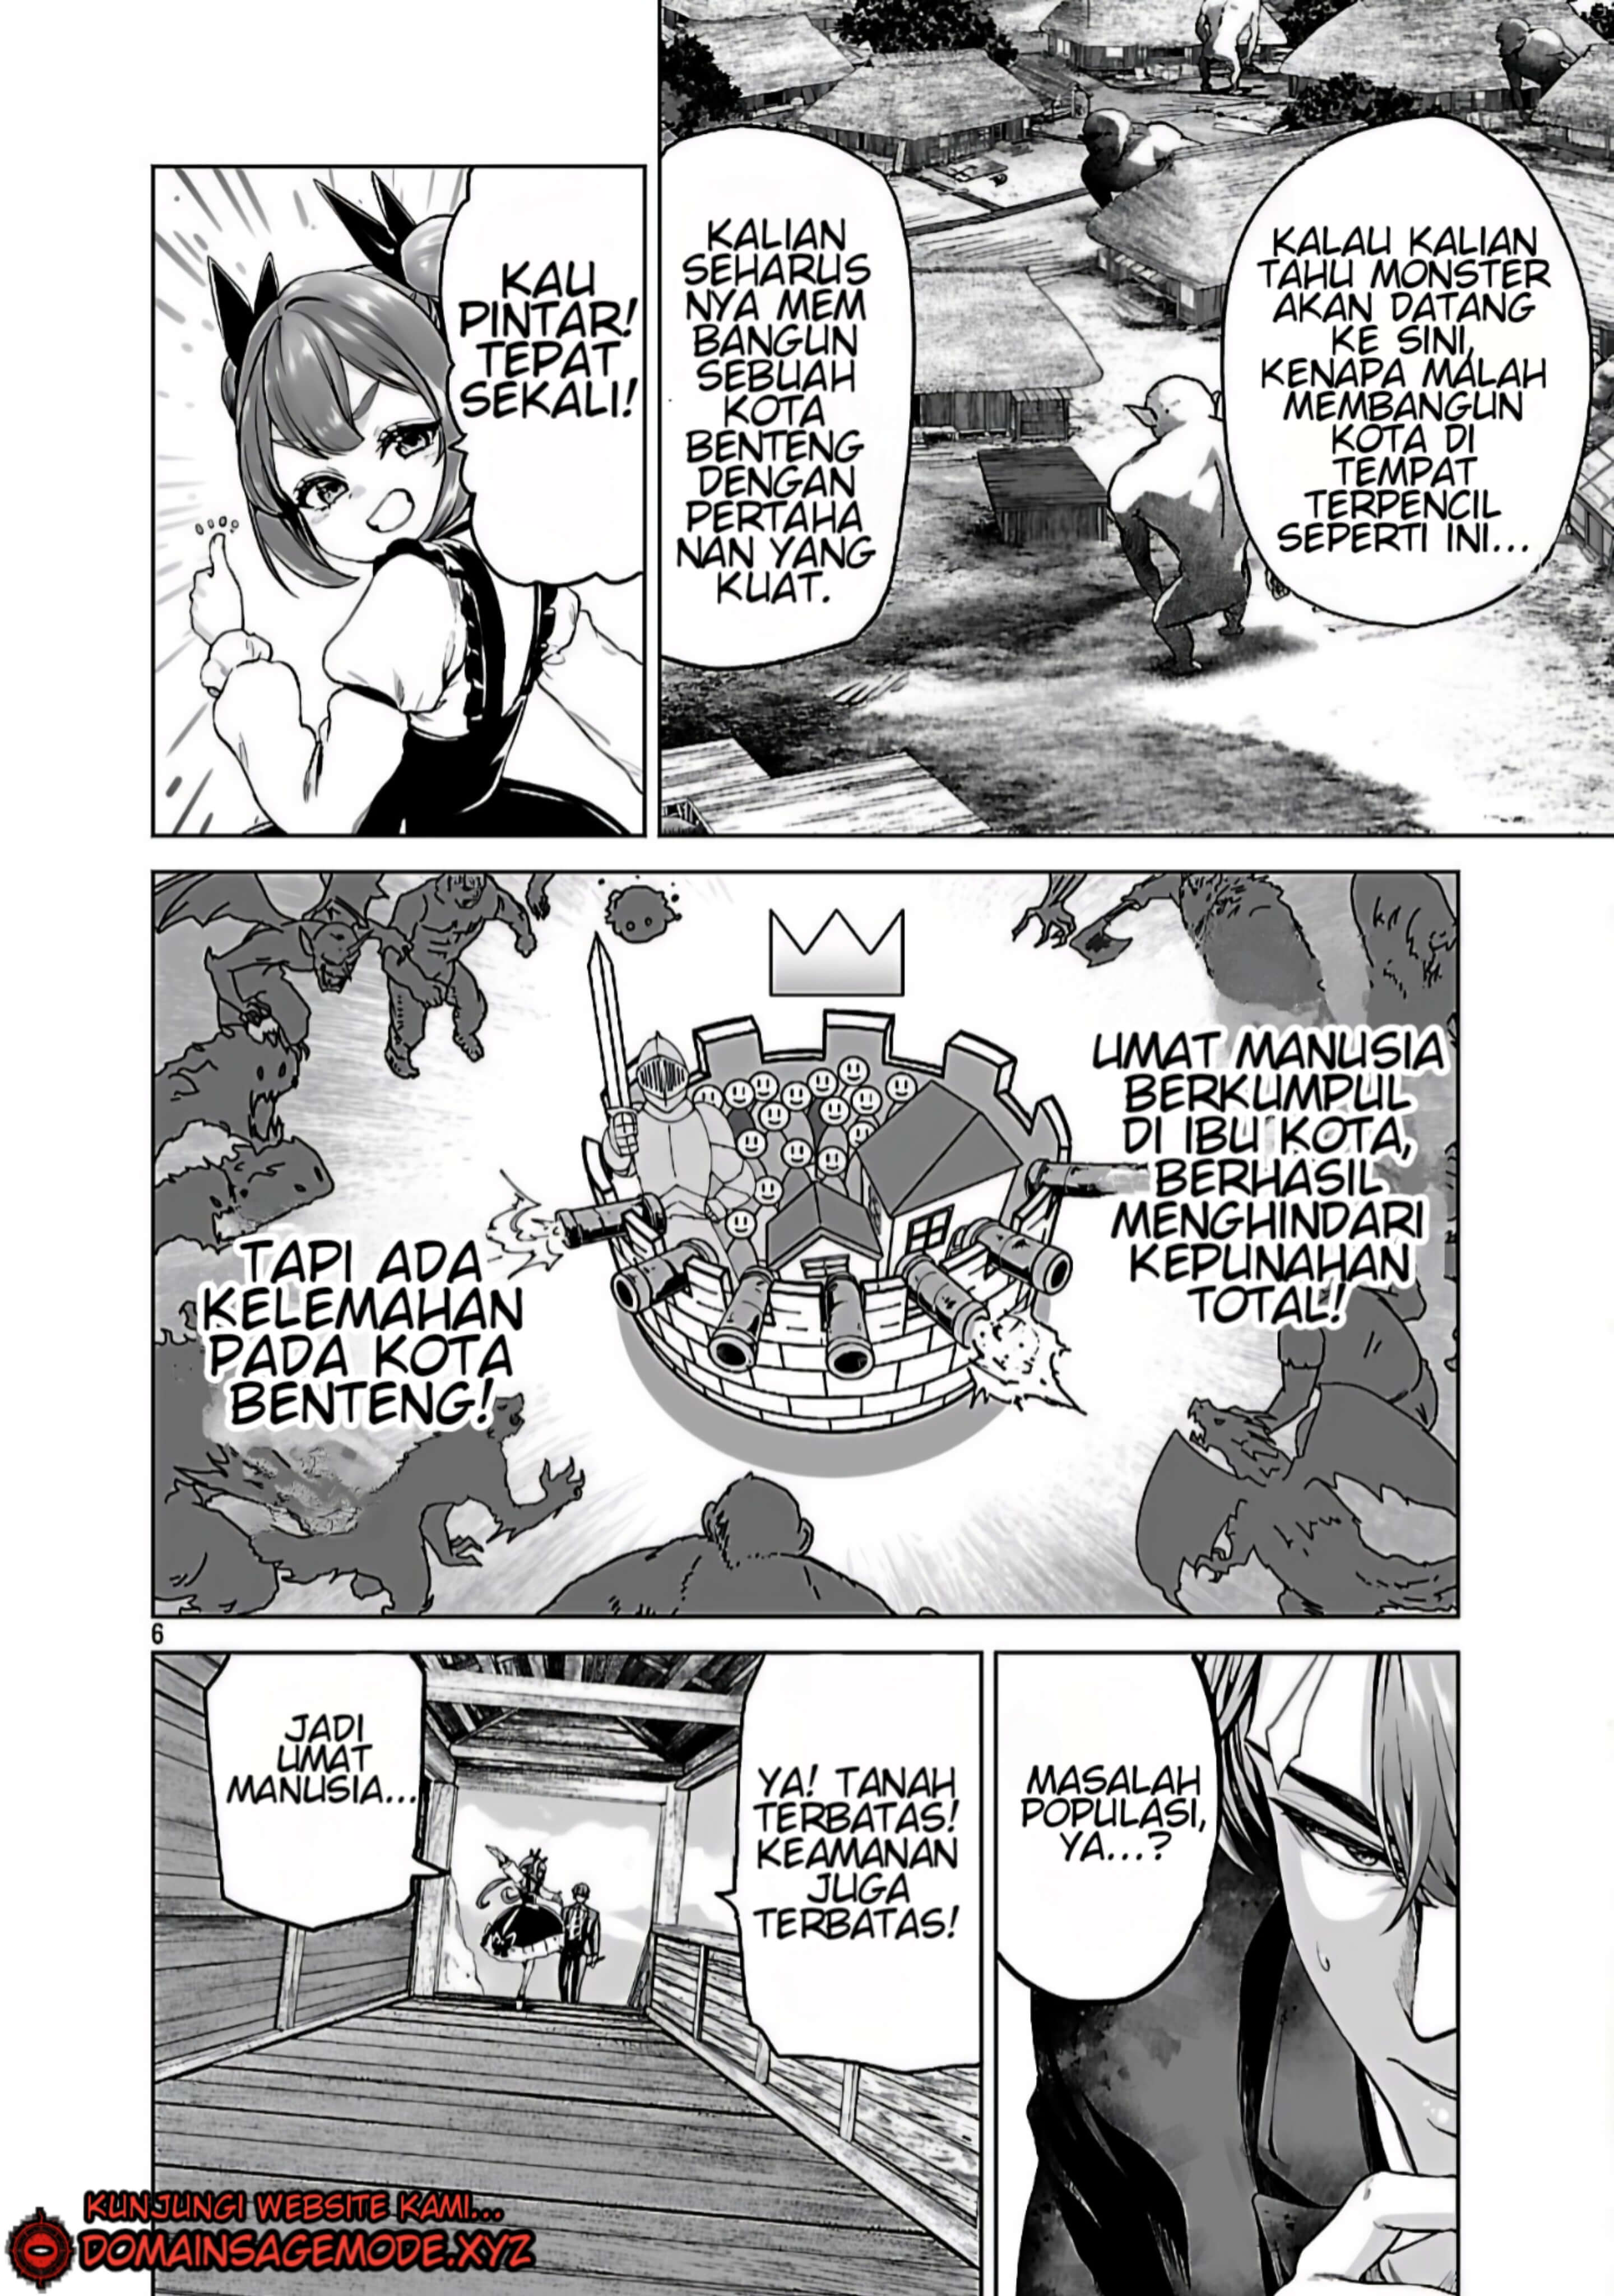 KALAU KALIAN
TAHU MONSTER
AKAN DATANG
KE SINI,
KENAPA MALAH
MEMBANGUN
KOTA DI
TEMPAT
TERPENCIL
SEPERTI INI...
KALIAN
SEHARUS
NYA MEM
BANGUN
SEBUAH
KOTA
BENTENG
DENGAN
PERTAHA
NAN YANG
KUAT.
KAU
PINTAR!
TEPAT
SEKALI!
UMAT MANUSIA
BERKUMPUL
DI IBU KOTA,
BERHASIL
MENGHINDARI
KEPUNAHAN
TOTAL!
TAPI ADA
KELEMAHAN
PADA KOTA
BENTENG!
6
MASALAH
POPULASI,
YA...?
YA! TANAH
TERBATAS!
KEAMANAN
JUGA
TERBATAS!
JADI
UMAT
MANUSIA...
KUNJUNGI WEBSITE KAMI...
DOMAINSAGEMODE.XYZ